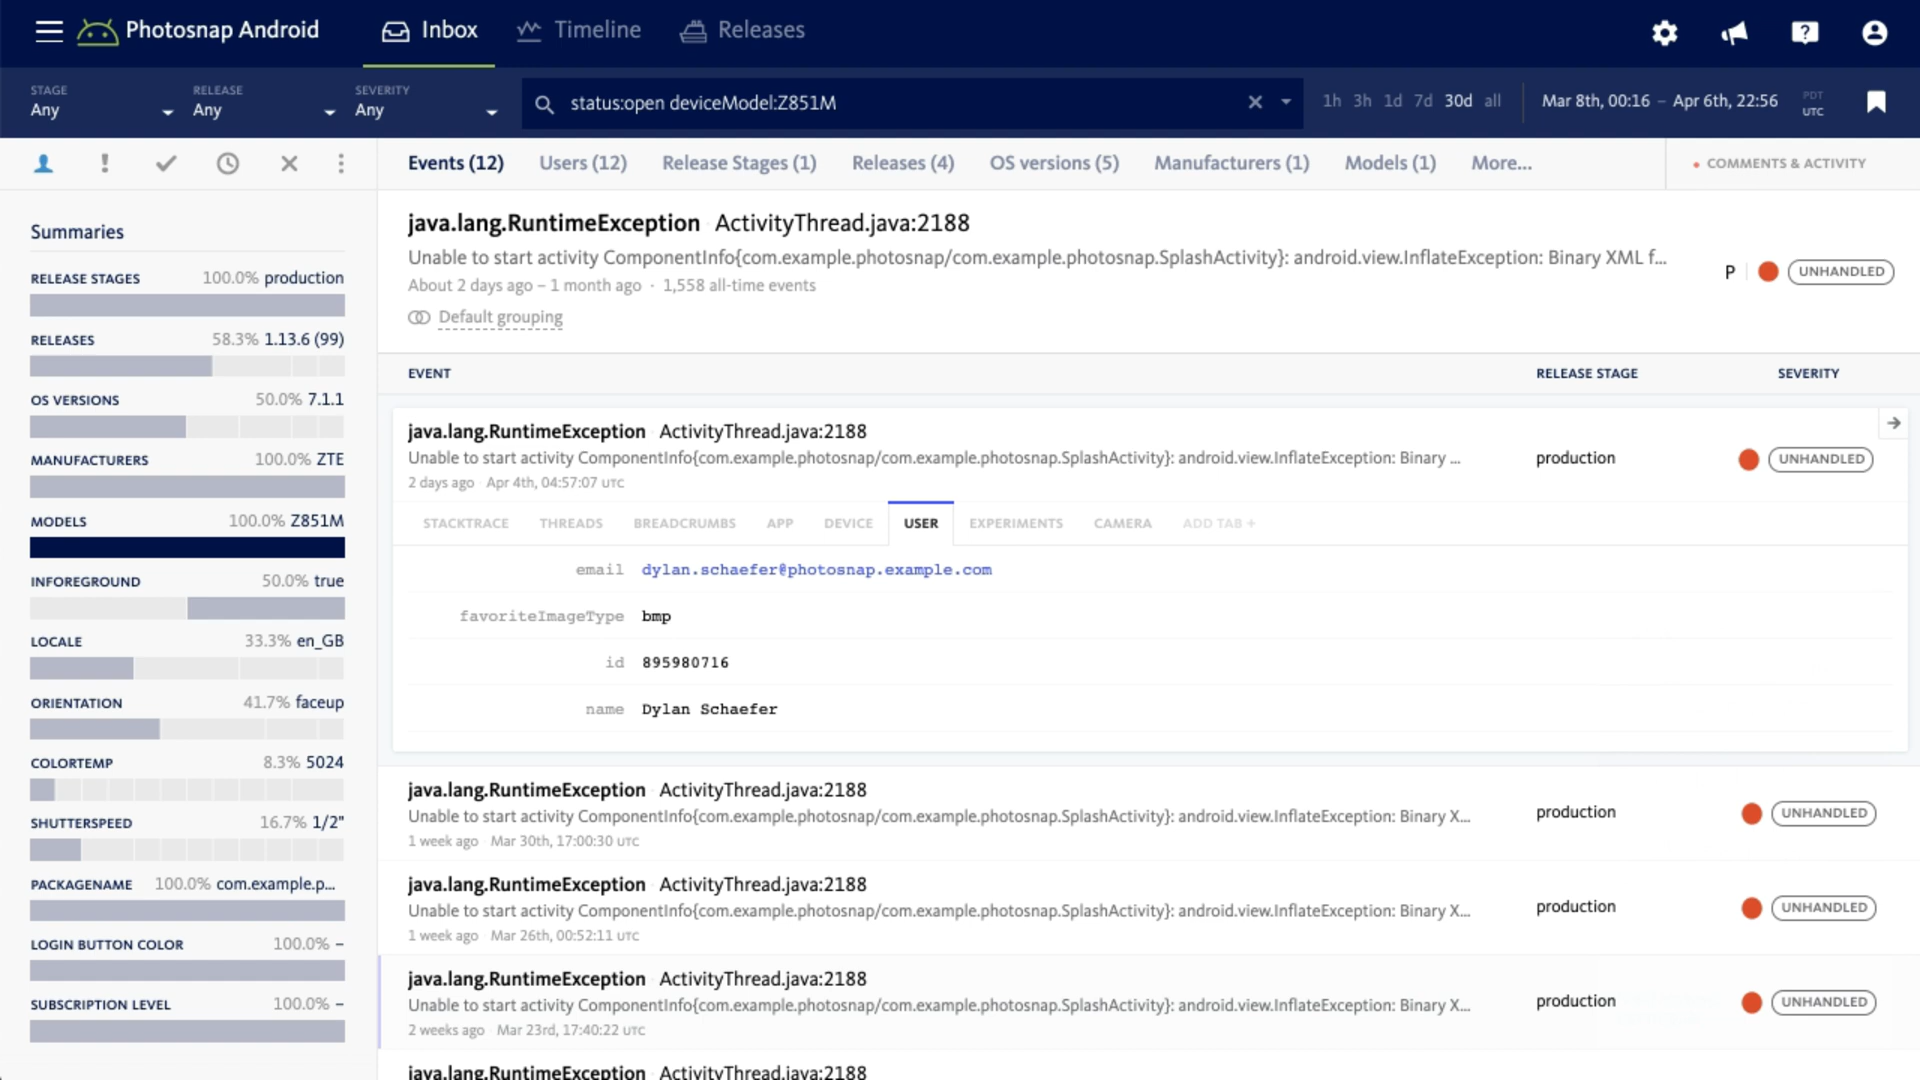 Photosnap Android
Inbox
Timeline
Releases
STAGE
Any
RELEASE
Any
SEVERITY
Any
status:open deviceModel:Z851M
1h 3h 1d 7d 30d all
Mar 8th, 00:16 – Apr 6th, 22:56
PDT
UTC
Events (12)
Users (12)
Release Stages (1)
Releases (4)
OS versions (5)
Manufacturers (1)
Models (1)
More...
COMMENTS & ACTIVITY
Summaries
RELEASE STAGES 100.0% production
RELEASES 58.3% 1.13.6 (99)
OS VERSIONS 50.0% 7.1.1
MANUFACTURERS 100.0% ZTE
MODELS 100.0% Z851M
INFOREGROUND 50.0% true
LOCALE 33.3% en_GB
ORIENTATION 41.7% faceup
COLORTEMP 8.3% 5024
SHUTTERSPEED 16.7% 1/2"
PACKAGENAME 100.0% com.example.p...
LOGIN BUTTON COLOR 100.0% –
SUBSCRIPTION LEVEL 100.0% –
java.lang.RuntimeException · ActivityThread.java:2188
Unable to start activity ComponentInfo{com.example.photosnap/com.example.photosnap.SplashActivity}: android.view.InflateException: Binary XML f...
About 2 days ago – 1 month ago · 1,558 all-time events
Default grouping
P UNHANDLED
EVENT RELEASE STAGE SEVERITY
java.lang.RuntimeException · ActivityThread.java:2188
Unable to start activity ComponentInfo{com.example.photosnap/com.example.photosnap.SplashActivity}: android.view.InflateException: Binary ...
2 days ago · Apr 4th, 04:57:07 UTC
production UNHANDLED
STACKTRACE THREADS BREADCRUMBS APP DEVICE USER EXPERIMENTS CAMERA ADD TAB +
email dylan.schaefer@photosnap.example.com
favoriteImageType bmp
id 895980716
name Dylan Schaefer
java.lang.RuntimeException · ActivityThread.java:2188
Unable to start activity ComponentInfo{com.example.photosnap/com.example.photosnap.SplashActivity}: android.view.InflateException: Binary X...
1 week ago · Mar 30th, 17:00:30 UTC
production UNHANDLED
java.lang.RuntimeException · ActivityThread.java:2188
Unable to start activity ComponentInfo{com.example.photosnap/com.example.photosnap.SplashActivity}: android.view.InflateException: Binary X...
1 week ago · Mar 26th, 00:52:11 UTC
production UNHANDLED
java.lang.RuntimeException · ActivityThread.java:2188
Unable to start activity ComponentInfo{com.example.photosnap/com.example.photosnap.SplashActivity}: android.view.InflateException: Binary X...
2 weeks ago · Mar 23rd, 17:40:22 UTC
production UNHANDLED
java.lang.RuntimeException · ActivityThread.java:2188